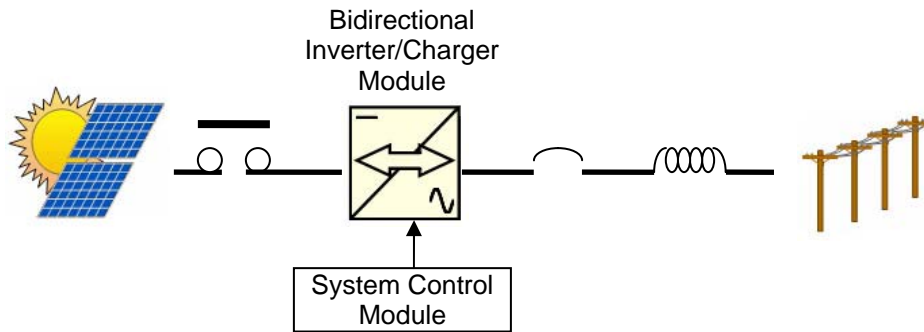 Bidirectional
Inverter/Charger
Module
System Control
Module